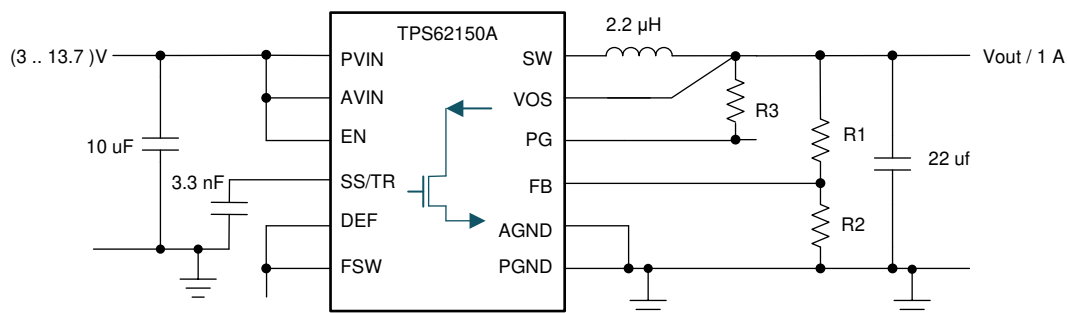 TPS62150A
2.2 µH
(3 .. 13.7 )V
PVIN
SW
Vout / 1 A
AVIN
VOS
R3
10 uF
EN
PG
R1
3.3 nF
SS/TR
FB
22 uf
DEF
AGND
R2
FSW
PGND